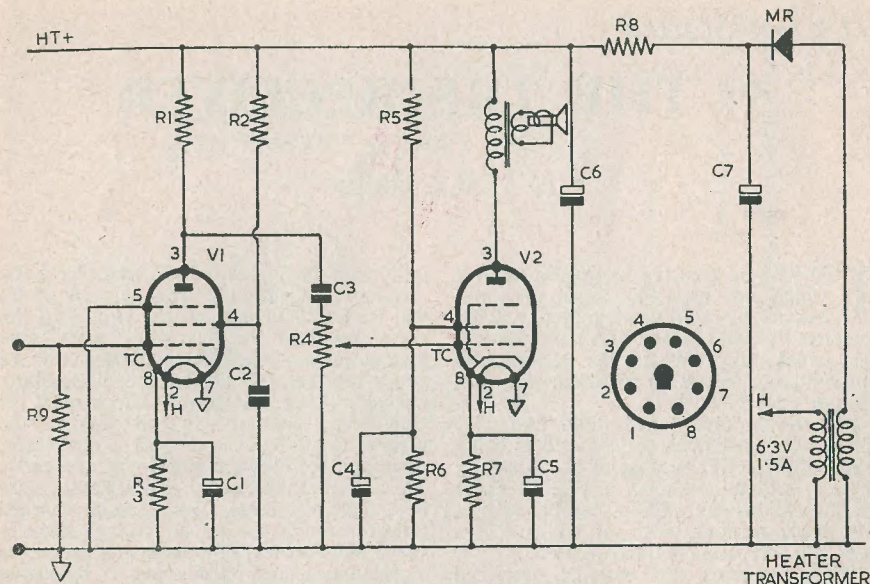 HT+
R1
R2
R5
R8
MR
C6
C7
3
V1
5
4
TC
8
2
7
H
C3
R4
C2
3
V2
4
TC
8
2
7
H
4
5
3
6
2
7
1
8
H
6·3V
1·5A
R9
R
3
C1
C4
R6
R7
C5
HEATER
TRANSFORMER